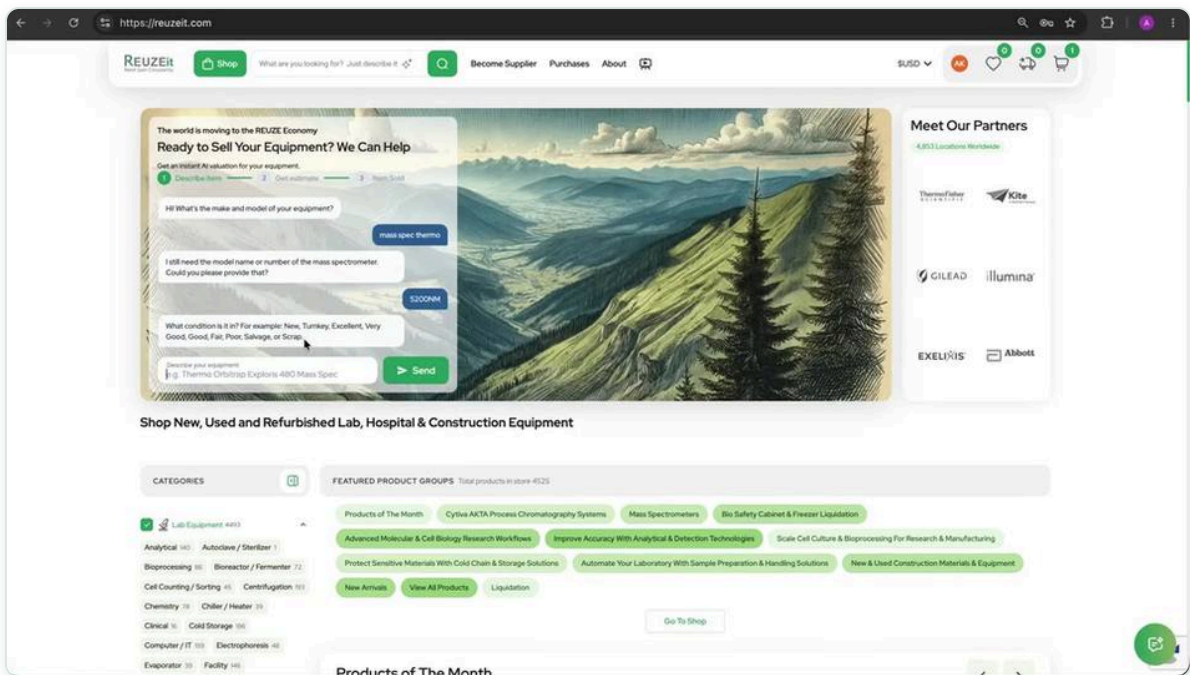 https://reuzeit.com
REUZEit
Shop
What are you looking for? Just describe it
Become Supplier
Purchases
About
$USD
AK
0
0
1
The world is moving to the REUZE Economy
Ready to Sell Your Equipment? We Can Help
Get an instant AI valuation for your equipment.
1 Describe item
2 Get estimate
3 Item Sold
Hi! What's the make and model of your equipment?
mass spec thermo
I still need the model name or number of the mass spectrometer.
Could you please provide that?
5200NM
What condition is it in? For example: New, Turnkey, Excellent, Very
Good, Good, Fair, Poor, Salvage, or Scrap.
Describe your equipment
e.g. Thermo Orbitrap Exploris 480 Mass Spec
Send
Meet Our Partners
4,853 Locations Worldwide
ThermoFisher
SCIENTIFIC
Kite
GILEAD
illumina
EXELIXIS
Abbott
Shop New, Used and Refurbished Lab, Hospital & Construction Equipment
CATEGORIES
Lab Equipment 4493
Analytical 140
Autoclave / Sterilizer 1
Bioprocessing
Bioreactor / Fermenter 72
Cell Counting / Sorting
Centrifugation
Chemistry 78
Chiller / Heater
Clinical 16
Cold Storage
Computer / IT
Electrophoresis
Evaporator
Facility
FEATURED PRODUCT GROUPS Total products in store 4525
Products of The Month
Cytiva AKTA Process Chromatography Systems
Mass Spectrometers
Bio Safety Cabinet & Freezer Liquidation
Advanced Molecular & Cell Biology Research Workflows
Improve Accuracy With Analytical & Detection Technologies
Scale Cell Culture & Bioprocessing For Research & Manufacturing
Protect Sensitive Materials With Cold Chain & Storage Solutions
Automate Your Laboratory With Sample Preparation & Handling Solutions
New & Used Construction Materials & Equipment
New Arrivals
View All Products
Liquidation
Go To Shop
Products of The Month